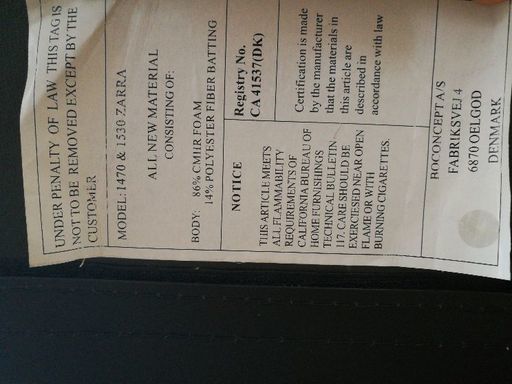 UNDER PENALTY OF LAW THIS TAG IS
NOT TO BE REMOVED EXCEPT BY THE
CUSTOMER
MODEL: 1470 & 1530 ZARRA
ALL NEW MATERIAL
CONSISTING OF:
BODY: 86% CMHR FOAM
14% POLYESTER FIBER BATTING
NOTICE
THIS ARTICLE MEETS
ALL FLAMMABILITY
REQUIREMENTS OF
CALIFORNIA BUREAU OF
HOME FURNISHINGS
TECHNICAL BULLETIN
117. CARE SHOULD BE
EXERCIESED NEAR OPEN
FLAME OR WITH
BURNING CIGARETTES.
Registry No.
CA 41537(DK)
Certification is made
by the manufacturer
that the materials in
this article are
described in
accordance with law
BOCONCEPT A/S
FABRIKSVEJ 4
6870 OELGOD
DENMARK